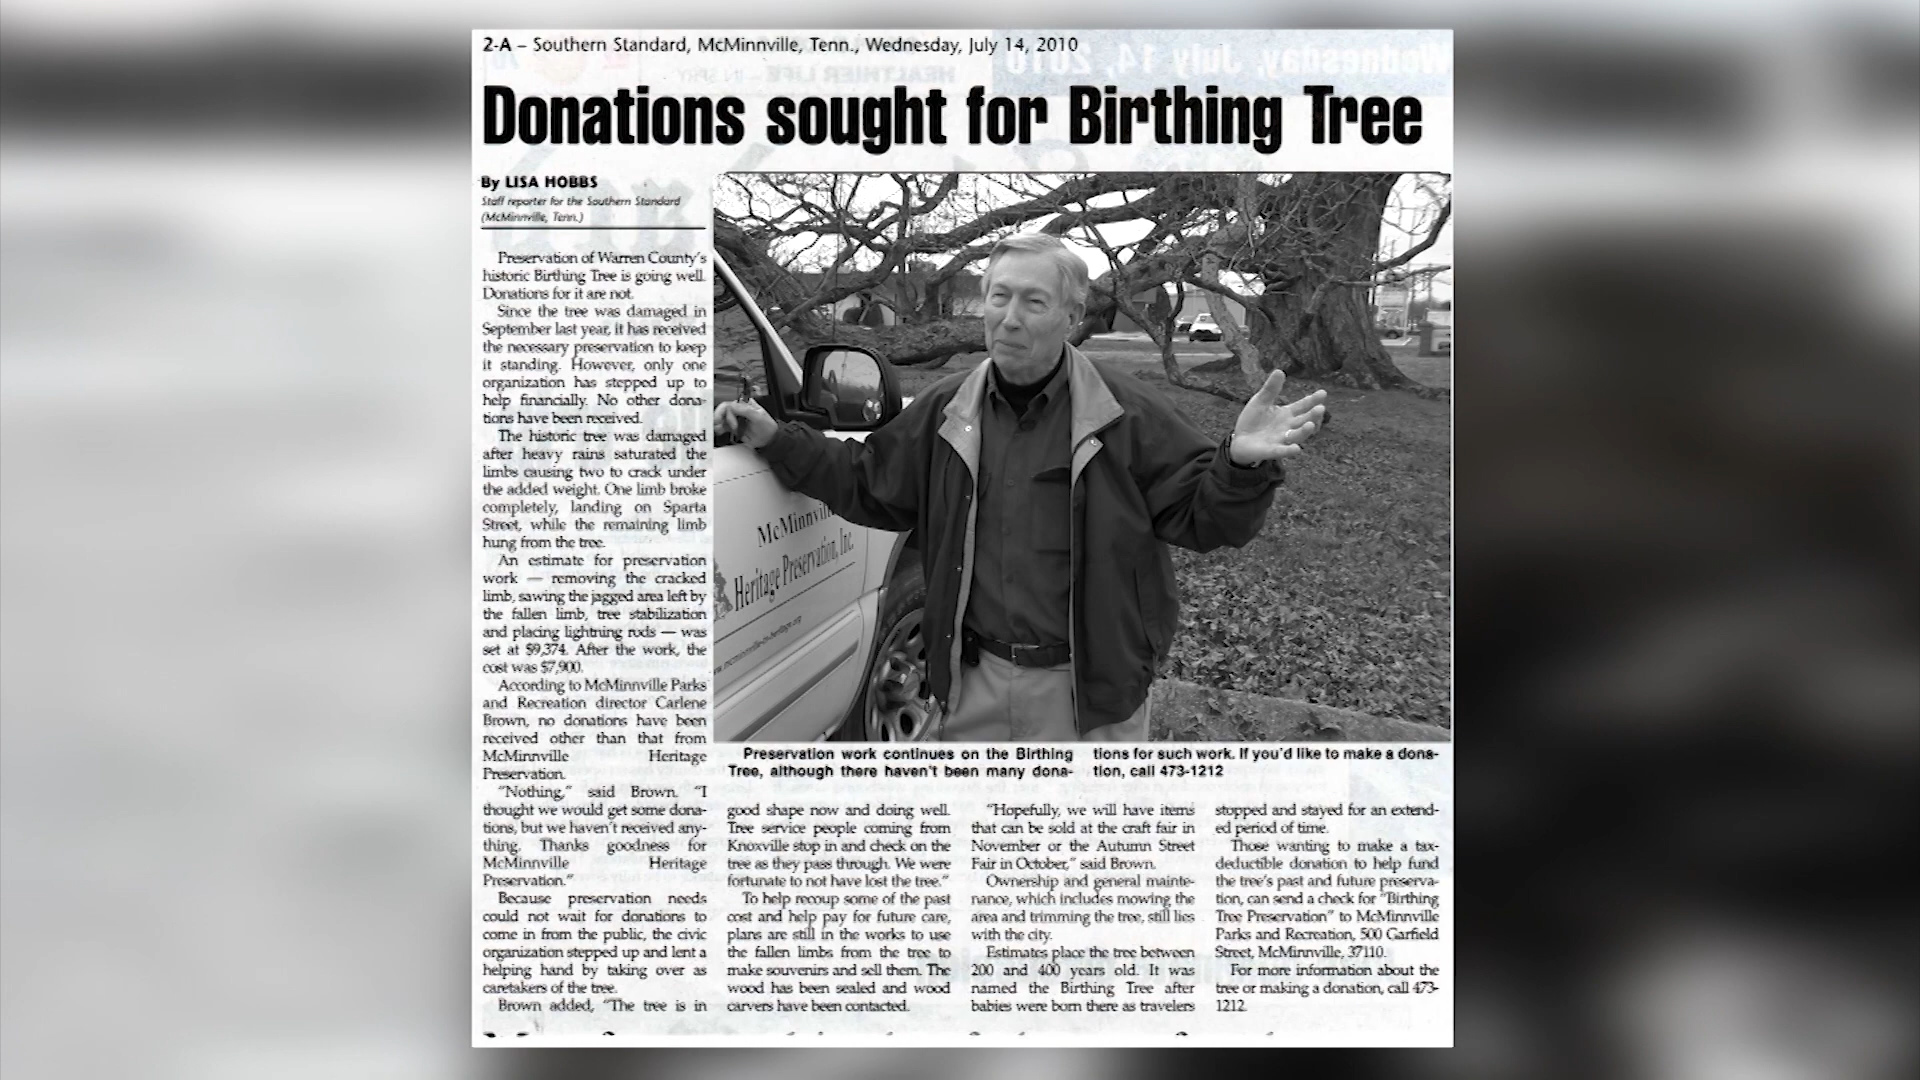 2-A – Southern Standard, McMinnville, Tenn., Wednesday, July 14, 2010
Donations sought for Birthing Tree
By LISA HOBBS
Staff reporter for the Southern Standard
(McMinnville, Tenn.)
Preservation of Warren County's
historic Birthing Tree is going well.
Donations for it are not.
Since the tree was damaged in
September last year, it has received
the necessary preservation to keep
it standing. However, only one
organization has stepped up to
help financially. No other dona-
tions have been received.
The historic tree was damaged
after heavy rains saturated the
limbs causing two to crack under
the added weight. One limb broke
completely, landing on Sparta
Street, while the remaining limb
hung from the tree.
An estimate for preservation
work — removing the cracked
limb, sawing the jagged area left by
the fallen limb, tree stabilization
and placing lightning rods — was
set at $9,374. After the work, the
cost was $7,900.
According to McMinnville Parks
and Recreation director Carlene
Brown, no donations have been
received other than that from
McMinnville Heritage
Preservation.
"Nothing," said Brown. "I
thought we would get some dona-
tions, but we haven't received any-
thing. Thanks goodness for
McMinnville Heritage
Preservation."
Because preservation needs
could not wait for donations to
come in from the public, the civic
organization stepped up and lent a
helping hand by taking over as
caretakers of the tree.
Brown added, "The tree is in
McMinnville
Heritage Preservation, Inc.
Preservation work continues on the Birthing
Tree, although there haven't been many dona-
tions for such work. If you'd like to make a dona-
tion, call 473-1212
good shape now and doing well.
Tree service people coming from
Knoxville stop in and check on the
tree as they pass through. We were
fortunate to not have lost the tree."
To help recoup some of the past
cost and help pay for future care,
plans are still in the works to use
the fallen limbs from the tree to
make souvenirs and sell them. The
wood has been sealed and wood
carvers have been contacted.
"Hopefully, we will have items
that can be sold at the craft fair in
November or the Autumn Street
Fair in October," said Brown.
Ownership and general mainte-
nance, which includes mowing the
area and trimming the tree, still lies
with the city.
Estimates place the tree between
200 and 400 years old. It was
named the Birthing Tree after
babies were born there as travelers
stopped and stayed for an extend-
ed period of time.
Those wanting to make a tax-
deductible donation to help fund
the tree's past and future preserva-
tion, can send a check for "Birthing
Tree Preservation" to McMinnville
Parks and Recreation, 500 Garfield
Street, McMinnville, 37110.
For more information about the
tree or making a donation, call 473-
1212.